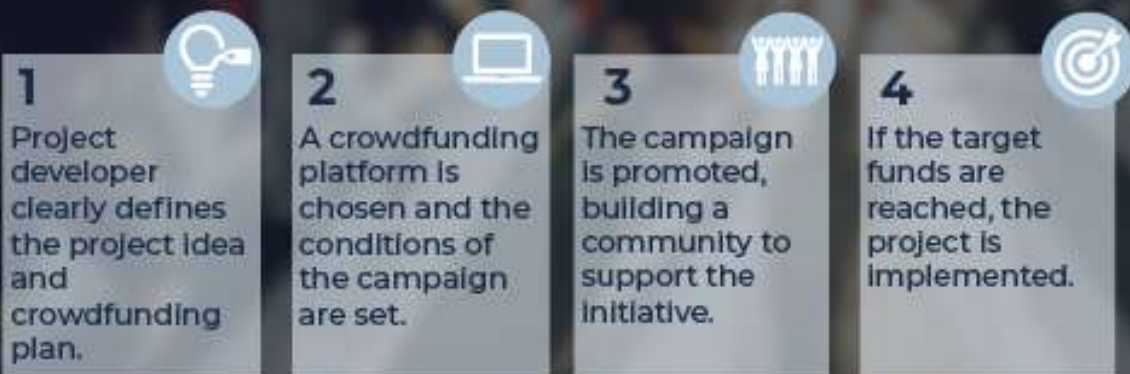 1
Project
developer
clearly defines
the project idea
and
crowdfunding
plan.
2
A crowdfunding
platform is
chosen and the
conditions of
the campaign
are set.
3
The campaign
is promoted,
building a
community to
support the
initiative.
4
If the target
funds are
reached, the
project is
implemented.